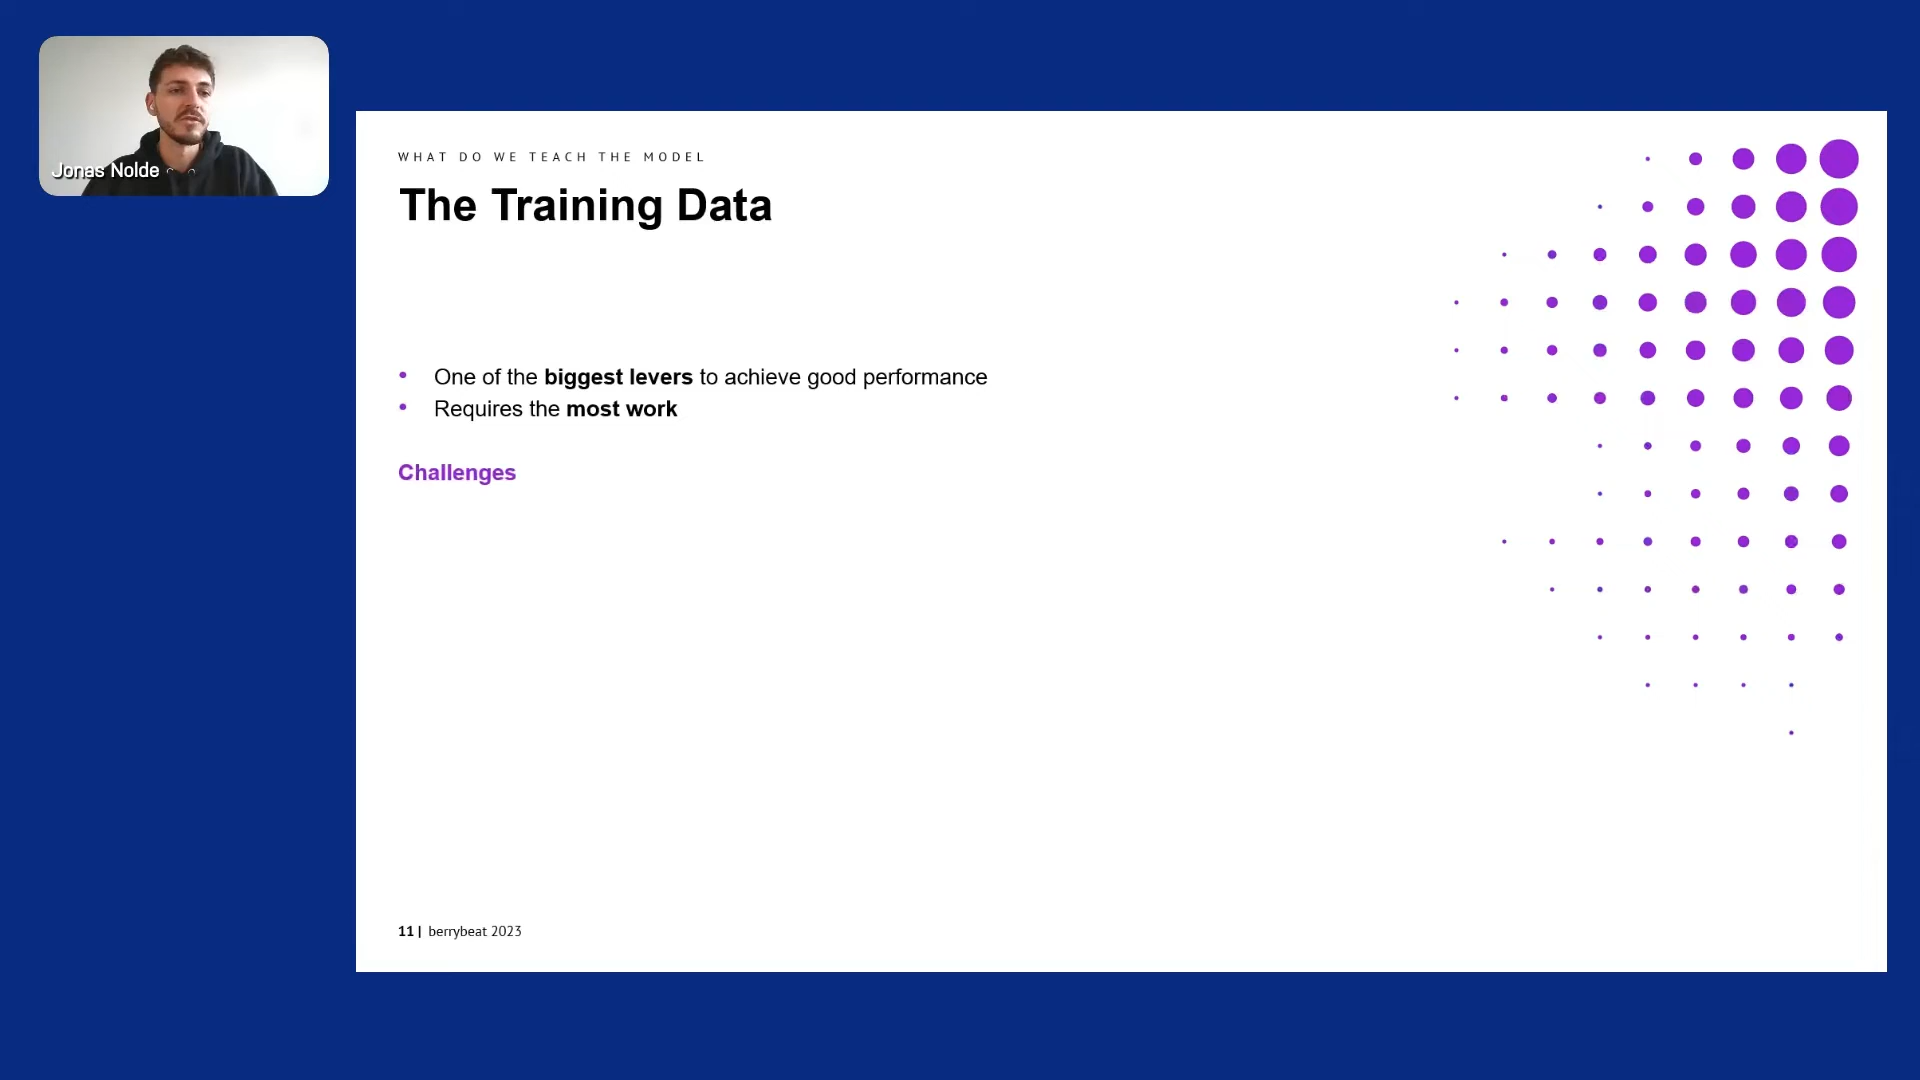 Jonas Nolde
WHAT DO WE TEACH THE MODEL
The Training Data
• One of the biggest levers to achieve good performance
• Requires the most work
Challenges
11 | berrybeat 2023